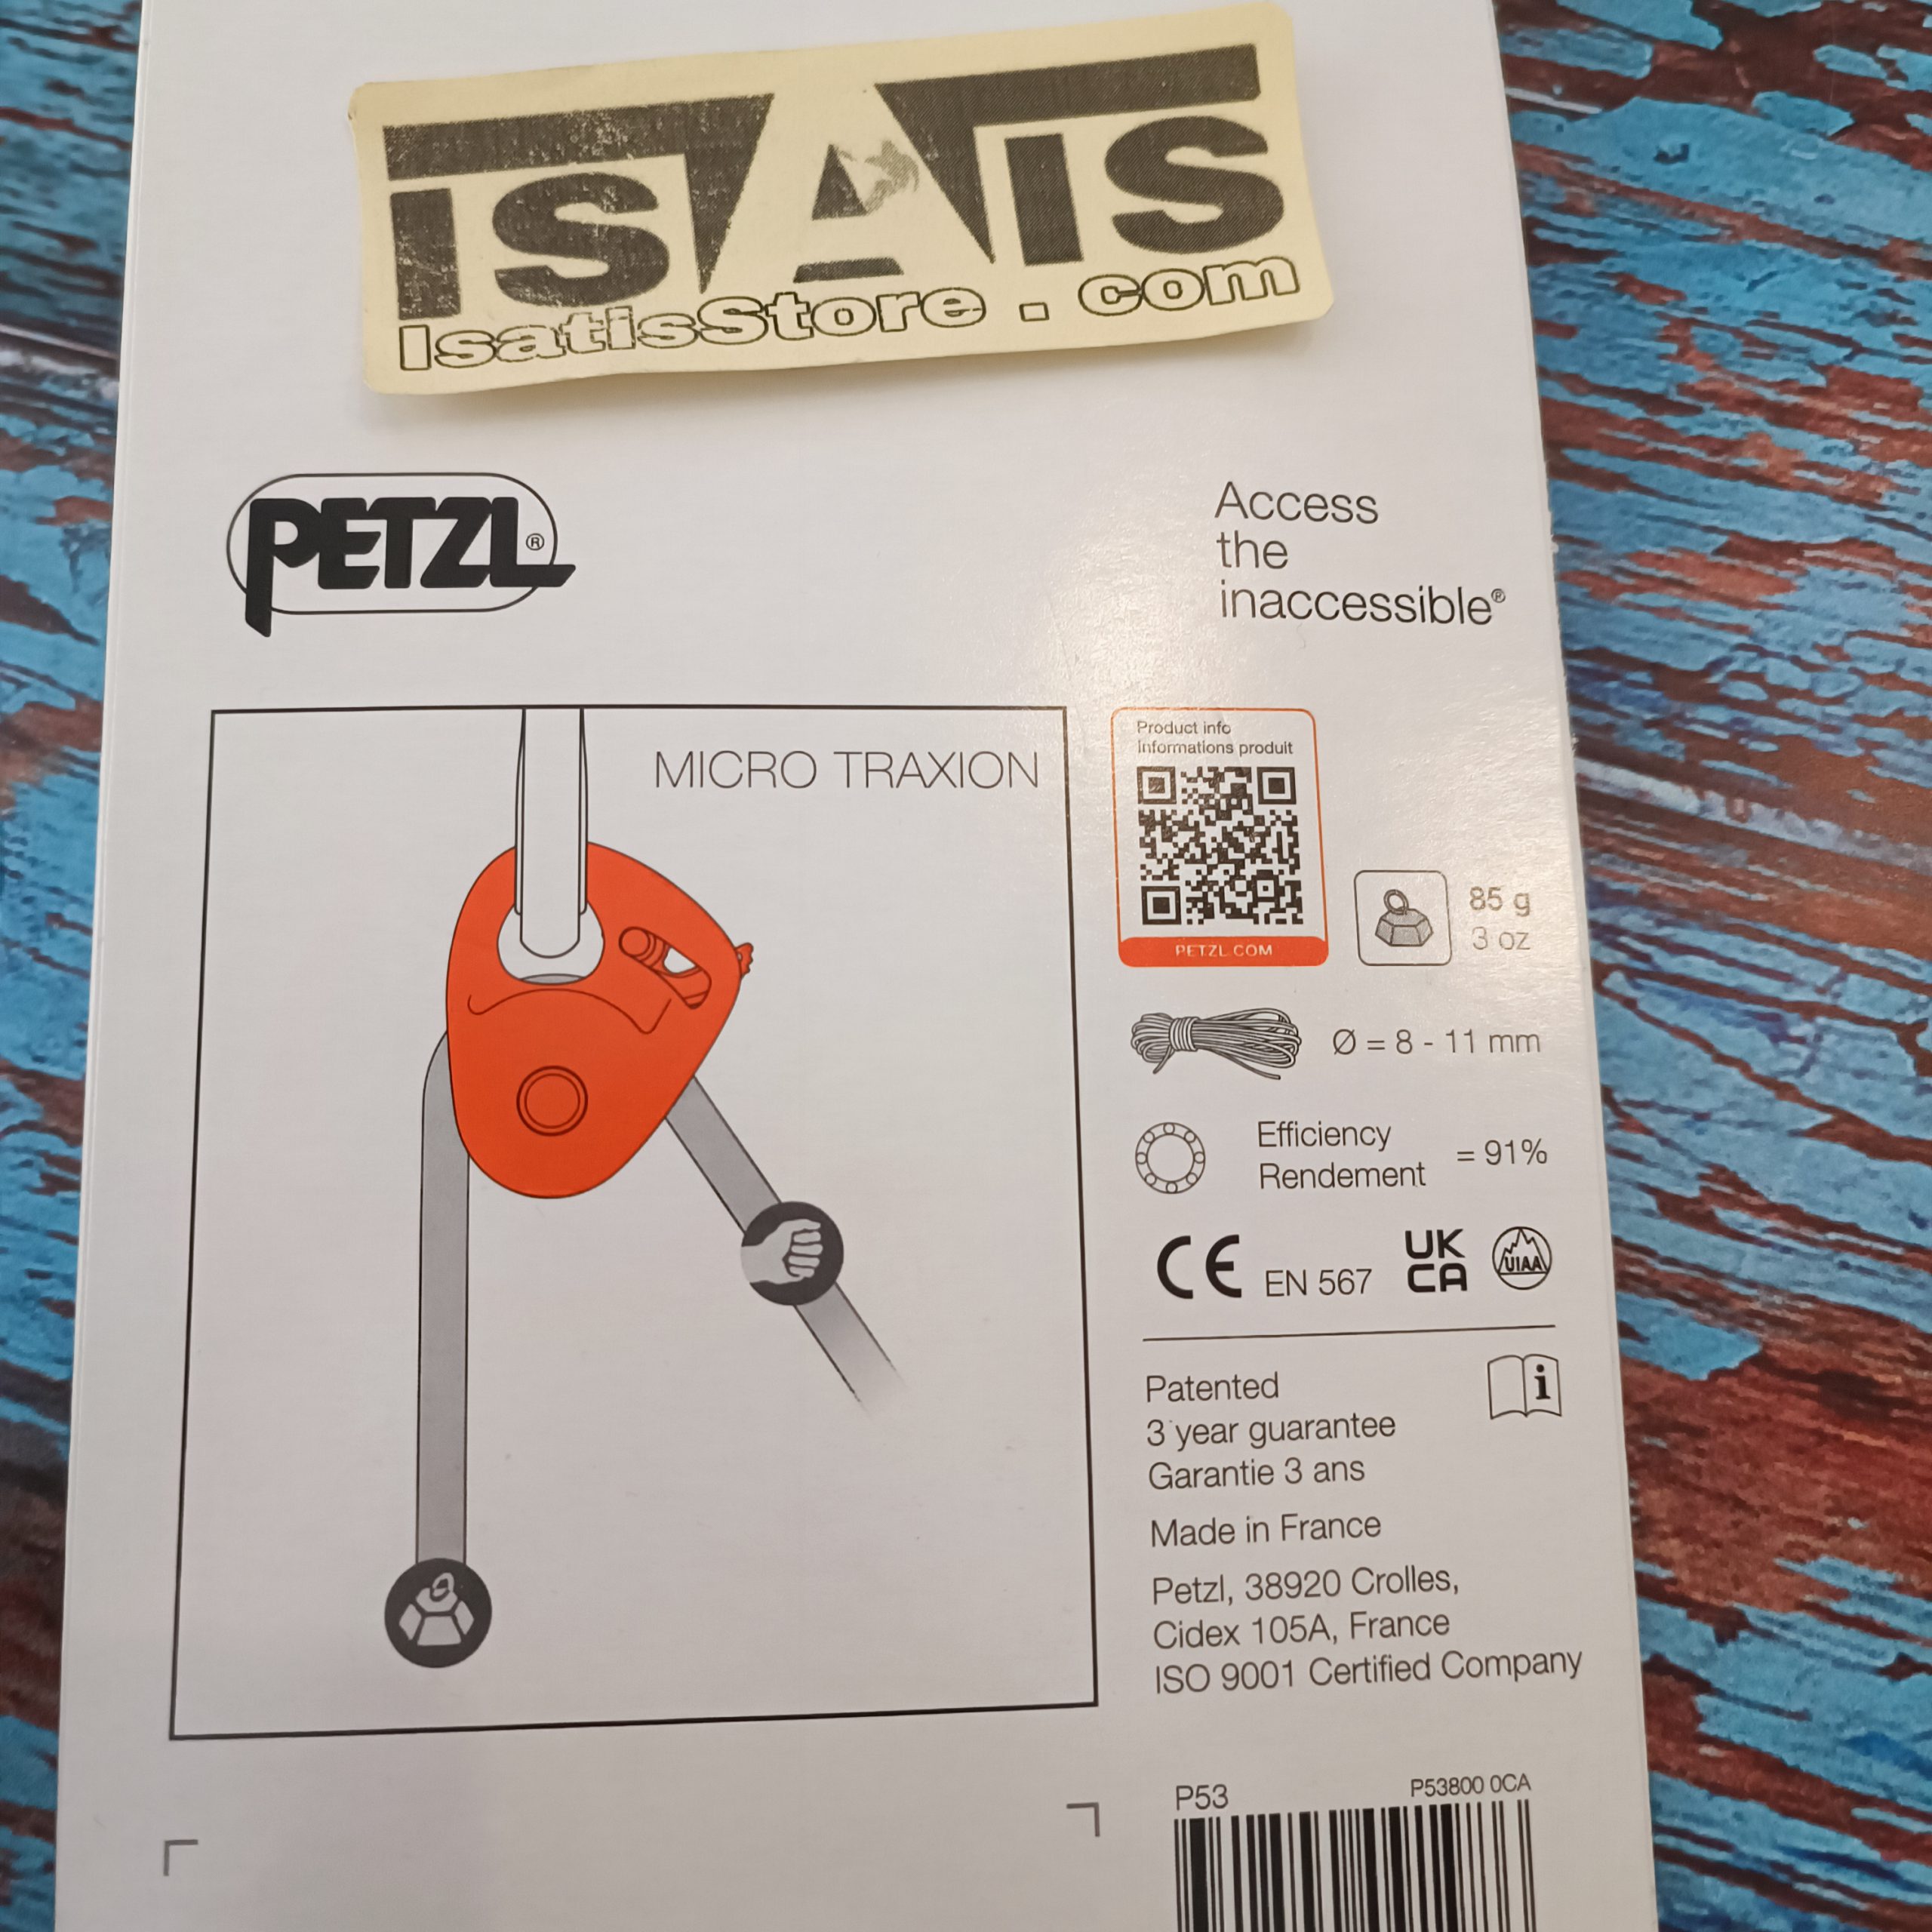 ISATIS
IsatisStore.com
PETZL®
Access
the
inaccessible®
MICRO TRAXION
Product info
Informations produit
PETZL.COM
85 g
3 oz
Ø = 8 - 11 mm
Efficiency
Rendement
= 91%
CE EN 567
UK
CA
UIAA
Patented
3 year guarantee
Garantie 3 ans
i
Made in France
Petzl, 38920 Crolles,
Cidex 105A, France
ISO 9001 Certified Company
P53
P53800 0CA